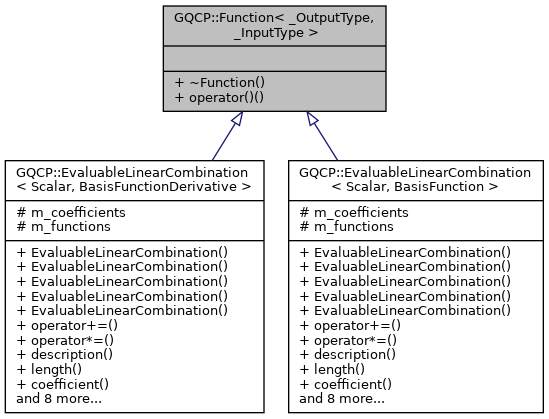 GQCP::Function< _OutputType,
_InputType >
+ ~Function()
+ operator()()
GQCP::EvaluableLinearCombination
< Scalar, BasisFunctionDerivative >
# m_coefficients
# m_functions
+ EvaluableLinearCombination()
+ EvaluableLinearCombination()
+ EvaluableLinearCombination()
+ EvaluableLinearCombination()
+ EvaluableLinearCombination()
+ operator+=()
+ operator*=()
+ description()
+ length()
+ coefficient()
and 8 more...
GQCP::EvaluableLinearCombination
< Scalar, BasisFunction >
# m_coefficients
# m_functions
+ EvaluableLinearCombination()
+ EvaluableLinearCombination()
+ EvaluableLinearCombination()
+ EvaluableLinearCombination()
+ EvaluableLinearCombination()
+ operator+=()
+ operator*=()
+ description()
+ length()
+ coefficient()
and 8 more...